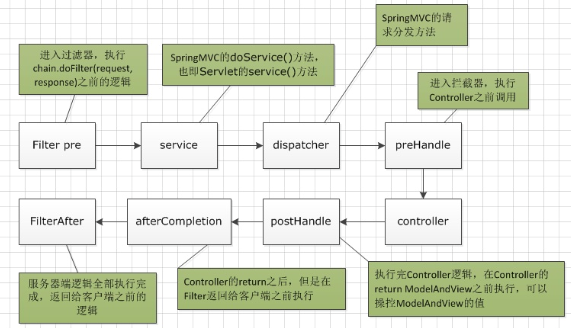 SpringMVC的请
求分发方法
进入过滤器，执行
chain.doFilter(request,
response)之前的逻辑
SpringMVC的doService()方法，
也即Servlet的service()方法
进入拦截器，执行
Controller之前调用
Filter pre
service
dispatcher
preHandle
FilterAfter
afterCompletion
postHandle
controller
服务器端逻辑全部执行完
成，返回给客户端之前的
逻辑
Controller的return之后，但是在
Filter返回给客户端之前执行
执行完Controller逻辑，在Controller的
return ModelAndView之前执行，可以
操控ModelAndView的值